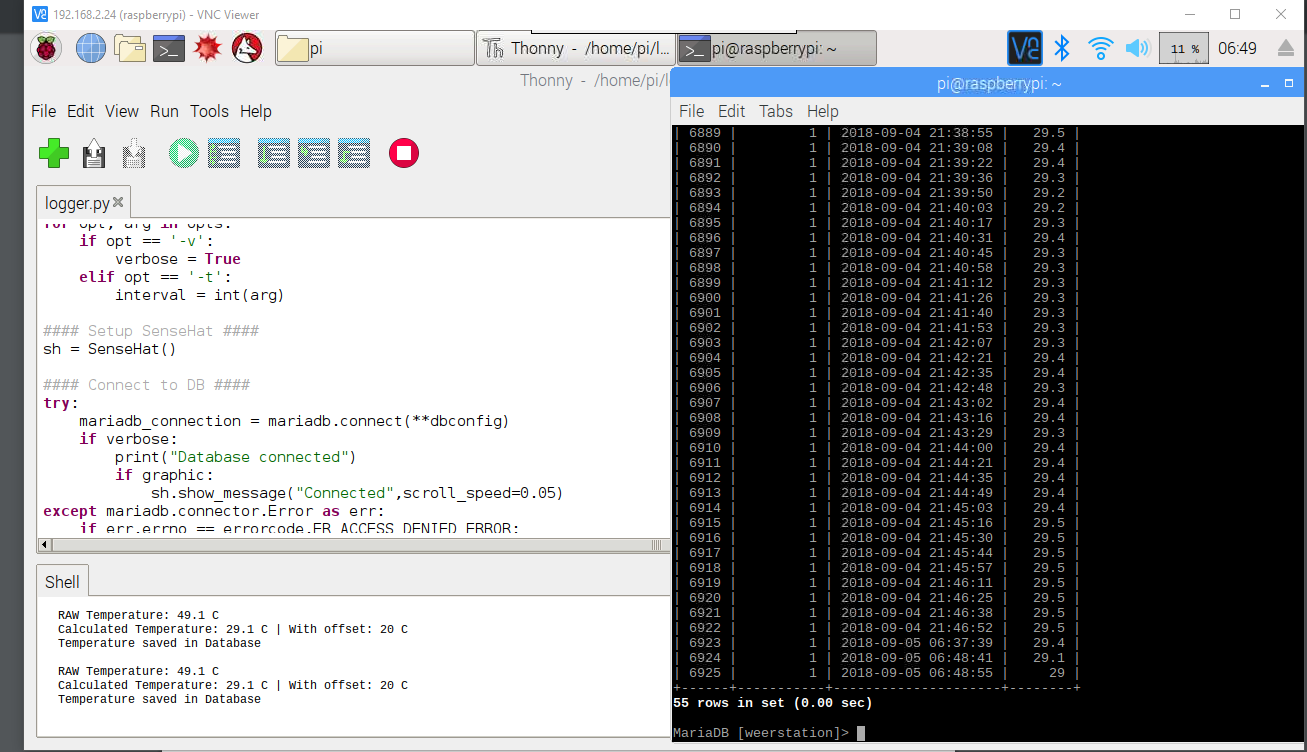 192.168.2.24 (raspberrypi) - VNC Viewer
pi
Thonny - /home/pi/l...
pi@raspberrypi: ~
11 %
06:49
Thonny - /home/pi/l
File Edit View Run Tools Help
logger.py
for opt, arg in opts:
if opt == '-v':
verbose = True
elif opt == '-t':
interval = int(arg)
#### Setup SenseHat ####
sh = SenseHat()
#### Connect to DB ####
try:
mariadb_connection = mariadb.connect(**dbconfig)
if verbose:
print("Database connected")
if graphic:
sh.show_message("Connected",scroll_speed=0.05)
except mariadb.connector.Error as err:
if err.errno == errorcode.ER_ACCESS_DENIED_ERROR:
Shell
RAW Temperature: 49.1 C
Calculated Temperature: 29.1 C | With offset: 20 C
Temperature saved in Database
RAW Temperature: 49.1 C
Calculated Temperature: 29.1 C | With offset: 20 C
Temperature saved in Database
pi@raspberrypi: ~
File Edit Tabs Help
| 6889 | 1 | 2018-09-04 21:38:55 | 29.5 |
| 6890 | 1 | 2018-09-04 21:39:08 | 29.4 |
| 6891 | 1 | 2018-09-04 21:39:22 | 29.4 |
| 6892 | 1 | 2018-09-04 21:39:36 | 29.3 |
| 6893 | 1 | 2018-09-04 21:39:50 | 29.2 |
| 6894 | 1 | 2018-09-04 21:40:03 | 29.2 |
| 6895 | 1 | 2018-09-04 21:40:17 | 29.3 |
| 6896 | 1 | 2018-09-04 21:40:31 | 29.4 |
| 6897 | 1 | 2018-09-04 21:40:45 | 29.3 |
| 6898 | 1 | 2018-09-04 21:40:58 | 29.3 |
| 6899 | 1 | 2018-09-04 21:41:12 | 29.3 |
| 6900 | 1 | 2018-09-04 21:41:26 | 29.3 |
| 6901 | 1 | 2018-09-04 21:41:40 | 29.3 |
| 6902 | 1 | 2018-09-04 21:41:53 | 29.3 |
| 6903 | 1 | 2018-09-04 21:42:07 | 29.3 |
| 6904 | 1 | 2018-09-04 21:42:21 | 29.4 |
| 6905 | 1 | 2018-09-04 21:42:35 | 29.4 |
| 6906 | 1 | 2018-09-04 21:42:48 | 29.3 |
| 6907 | 1 | 2018-09-04 21:43:02 | 29.4 |
| 6908 | 1 | 2018-09-04 21:43:16 | 29.4 |
| 6909 | 1 | 2018-09-04 21:43:29 | 29.3 |
| 6910 | 1 | 2018-09-04 21:44:00 | 29.4 |
| 6911 | 1 | 2018-09-04 21:44:21 | 29.4 |
| 6912 | 1 | 2018-09-04 21:44:35 | 29.4 |
| 6913 | 1 | 2018-09-04 21:44:49 | 29.4 |
| 6914 | 1 | 2018-09-04 21:45:03 | 29.4 |
| 6915 | 1 | 2018-09-04 21:45:16 | 29.5 |
| 6916 | 1 | 2018-09-04 21:45:30 | 29.5 |
| 6917 | 1 | 2018-09-04 21:45:44 | 29.5 |
| 6918 | 1 | 2018-09-04 21:45:57 | 29.5 |
| 6919 | 1 | 2018-09-04 21:46:11 | 29.5 |
| 6920 | 1 | 2018-09-04 21:46:25 | 29.5 |
| 6921 | 1 | 2018-09-04 21:46:38 | 29.5 |
| 6922 | 1 | 2018-09-04 21:46:52 | 29.5 |
| 6923 | 1 | 2018-09-05 06:37:39 | 29.4 |
| 6924 | 1 | 2018-09-05 06:48:41 | 29.1 |
| 6925 | 1 | 2018-09-05 06:48:55 | 29 |
+------+-----------+---------------------+--------+
55 rows in set (0.00 sec)
MariaDB [weerstation]>